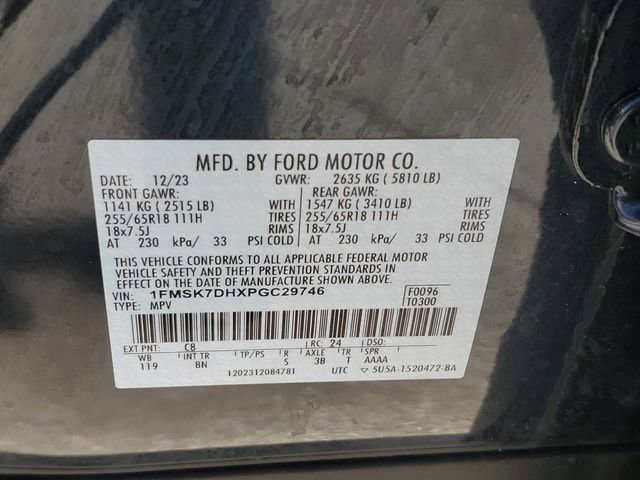 MFD. BY FORD MOTOR CO.
DATE: 12/23 GVWR: 2635 KG ( 5810 LB)
FRONT GAWR: REAR GAWR:
1141 KG ( 2515 LB) WITH 1547 KG ( 3410 LB) WITH
255/65R18 111H TIRES 255/65R18 111H TIRES
18x7.5J RIMS 18x7.5J RIMS
AT 230 kPa/ 33 PSI COLD AT 230 kPa/ 33 PSI COLD
THIS VEHICLE CONFORMS TO ALL APPLICABLE FEDERAL MOTOR
VEHICLE SAFETY AND THEFT PREVENTION STANDARDS IN
EFFECT ON THE DATE OF MANUFACTURE SHOWN ABOVE.
VIN: 1FMSK7DHXPGC29746 F0096
TYPE: MPV T0300
EXT PNT: C8 RC: 24 DSO:
WB INT TR TP/PS R AXLE TR SPR
119 BN S 3B T AAAA
1202312084781 UTC ▽ 5U5A-1520472-BA